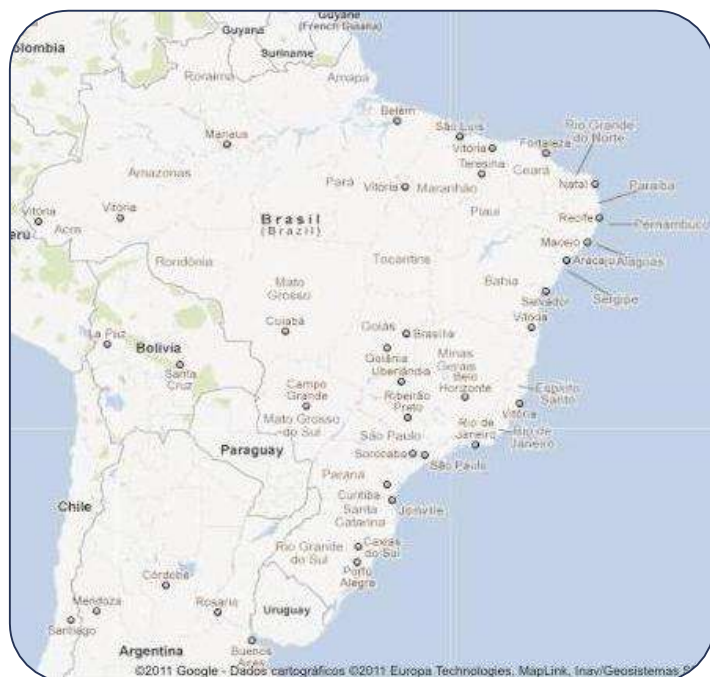 Guyane
(French Guiana)
Guyana
olombia
Suriname
Roraima
Amapá
Belém
São Luís
Rio Grande
do Norte
Manaus
Vitória
Fortaleza
Teresina
Ceará
Amazonas
Pará
Vitória
Maranhão
Natal
Paraíba
Vitória
Vitória
Brasil
(Brazil)
Piauí
Recife
Pernambuco
Acre
eru
Maceió
Rondônia
Tocantins
Aracaju
Alagoas
Mato
Grosso
Bahia
Sergipe
Salvador
Cuiabá
Goiás
Brasília
Vitória
La Paz
Bolivia
Goiânia
Minas
Gerais
Santa
Cruz
Uberlândia
Belo
Horizonte
Campo
Grande
Ribeirão
Preto
Espírito
Santo
Vitória
Mato Grosso
do Sul
Rio de
Janeiro
Rio de
Janeiro
São Paulo
Paraguay
Sorocaba
São Paulo
Paraná
Chile
Curitiba
Joinville
Santa
Catarina
Rio Grande
do Sul
Caxias
do Sul
Porto
Alegre
Córdoba
Mendoza
Rosario
Uruguay
Santiago
Argentina
Buenos
Aires
©2011 Google - Dados cartográficos ©2011 Europa Technologies, MapLink, Inav/Geosistemas